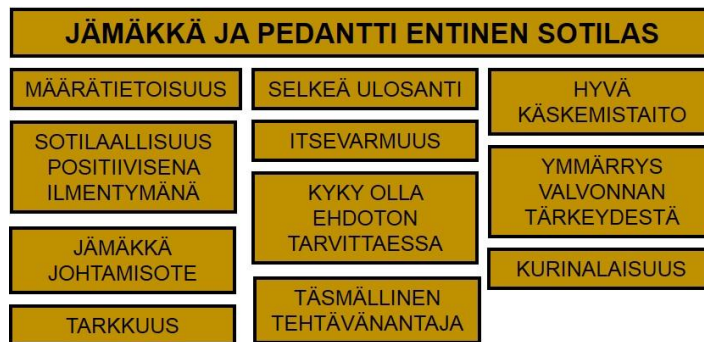 JÄMÄKKÄ JA PEDANTTI ENTINEN SOTILAS
MÄÄRÄTIETOISUUS
SOTILAALLISUUS
POSITIIVISENA
ILMENTYMÄNÄ
JÄMÄKKÄ
JOHTAMISOTE
TARKKUUS
SELKEÄ ULOSANTI
ITSEVARMUUS
KYKY OLLA
EHDOTON
TARVITTAESSA
TÄSMÄLLINEN
TEHTÄVÄNANTAJA
HYVÄ
KÄSKEMISTAITO
YMMÄRRYS
VALVONNAN
TÄRKEYDESTÄ
KURINALAISUUS